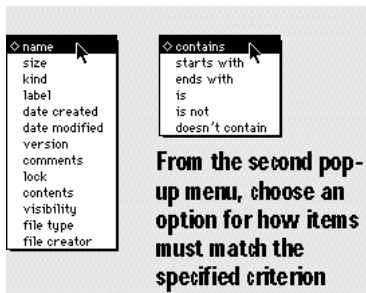 name
size
kind
label
date created
date modified
version
comments
lock
contents
visibility
file type
file creator
contains
starts with
ends with
is
is not
doesn't contain
From the second pop-
up menu, choose an
option for how items
must match the
specified criterion